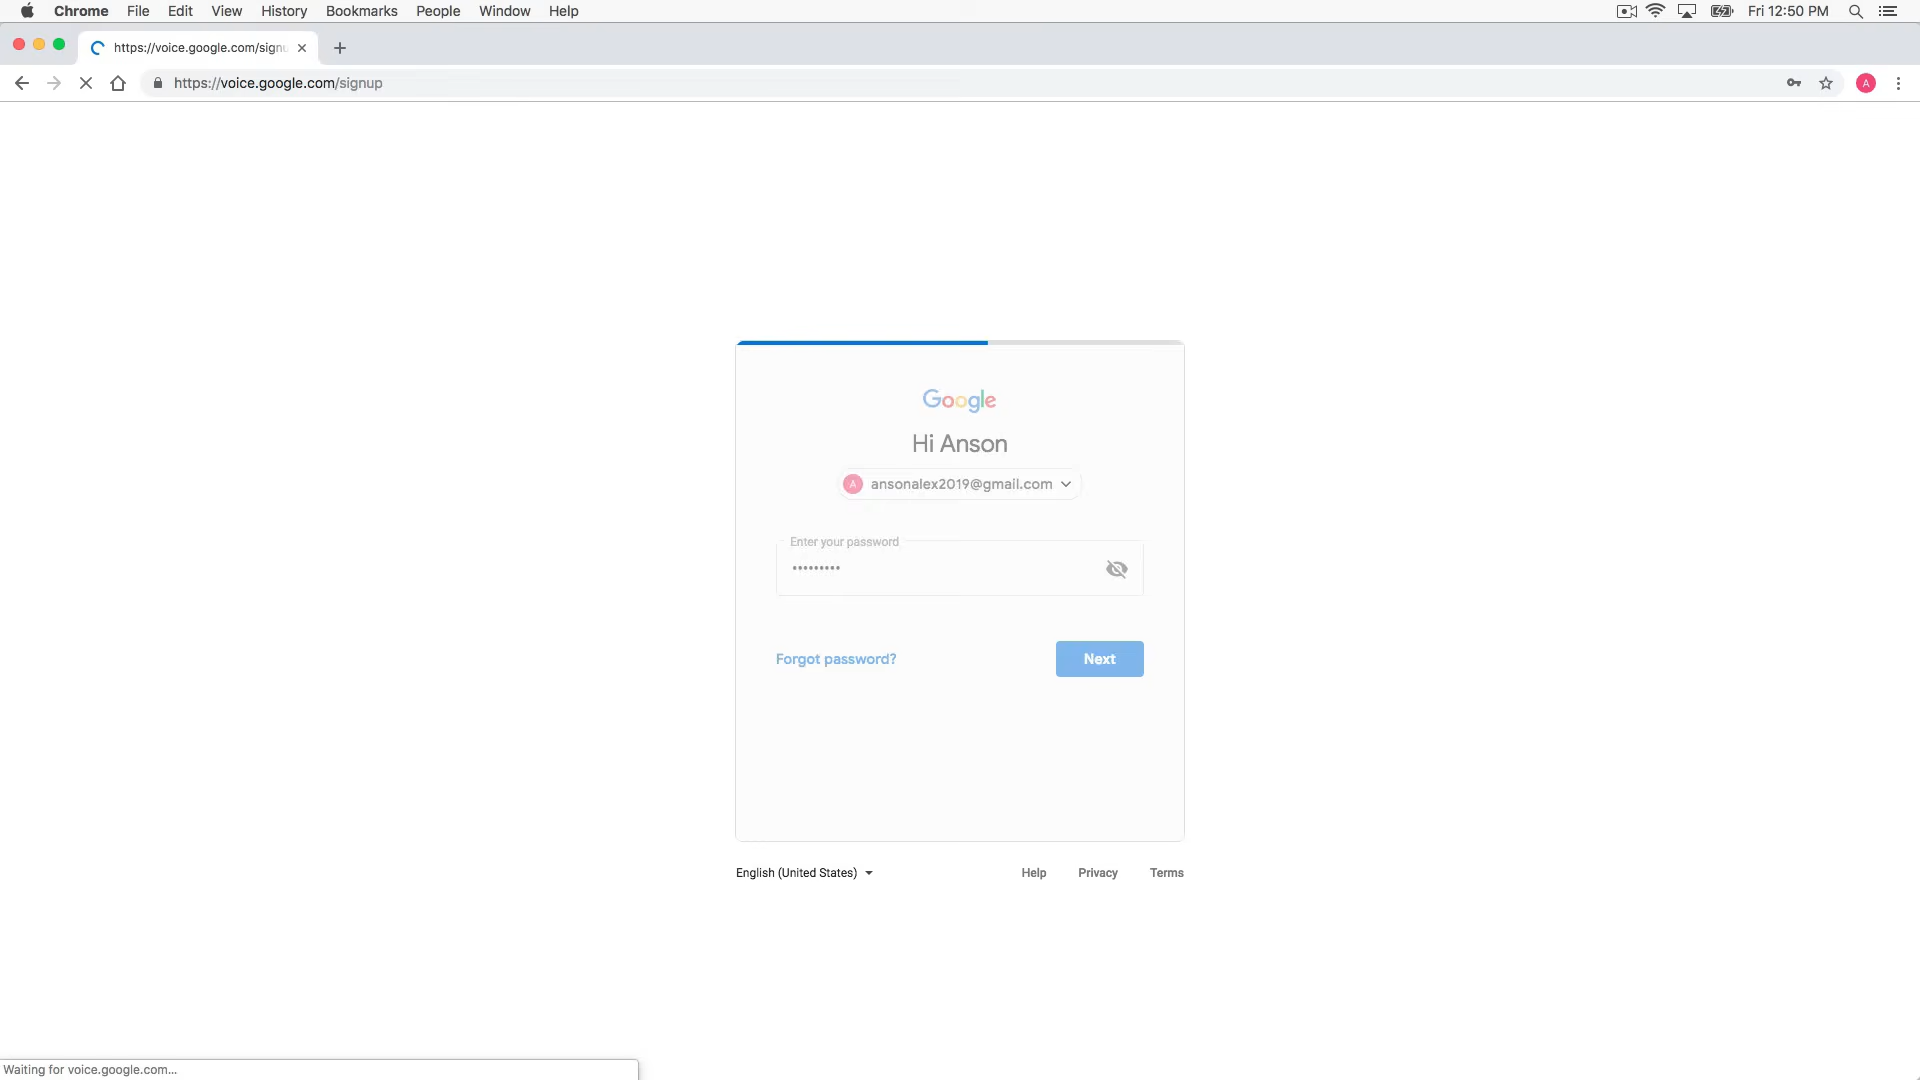 Chrome File Edit View History Bookmarks People Window Help Fri 12:50 PM
https://voice.google.com/signu
https://voice.google.com/signup
A
Google
Hi Anson
A ansonalex2019@gmail.com
Enter your password
•••••••••
Forgot password? Next
English (United States) Help Privacy Terms
Waiting for voice.google.com...